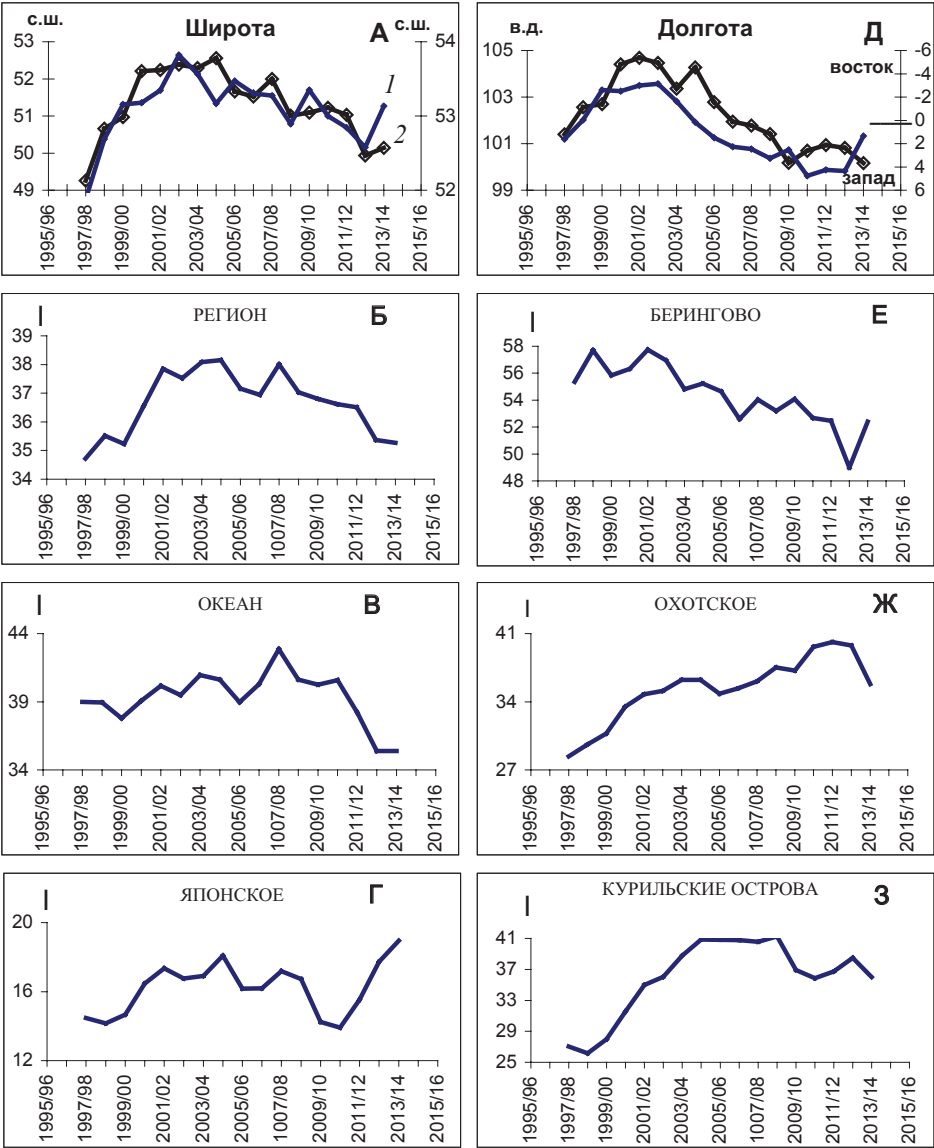 с.ш. Широта А с.ш.
53 54
52
51 53
50
49 52
1
2
1995/96 1997/98 1999/00 2001/02 2003/04 2005/06 2007/08 2009/10 2011/12 2013/14 2015/16
в.д. Долгота Д
105 -6
восток -4
103 -2
0
101 2
4
запад
99 6
1995/96 1997/98 1999/00 2001/02 2003/04 2005/06 1007/08 2009/10 2011/12 2013/14 2015/16
I РЕГИОН Б
39
38
37
36
35
34
1995/96 1997/98 1999/00 2001/02 2003/04 2005/06 1007/08 2009/10 2011/12 2013/14 2015/16
I БЕРИНГОВО Е
58
56
54
52
50
48
1995/96 1997/98 1999/00 2001/02 2003/04 2005/06 1007/08 2009/10 2011/12 2013/14 2015/16
I ОКЕАН В
44
39
34
1995/96 1997/98 1999/00 2001/02 2003/04 2005/06 1007/08 2009/10 2011/12 2013/14 2015/16
I ОХОТСКОЕ Ж
41
34
27
1995/96 1997/98 1999/00 2001/02 2003/04 2005/06 1007/08 2009/10 2011/12 2013/14 2015/16
I ЯПОНСКОЕ Г
20
16
12
1995/96 1997/98 1999/00 2001/02 2003/04 2005/06 1007/08 2009/10 2011/12 2013/14 2015/16
I КУРИЛЬСКИЕ ОСТРОВА З
41
37
33
29
25
1995/96 1997/98 1999/00 2001/02 2003/04 2005/06 1007/08 2009/10 2011/12 2013/14 2015/16